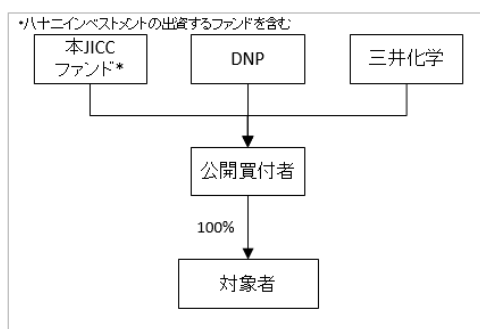 *八十二インベストメントの出資するファンドを含む
本JICC
ファンド*
DNP
三井化学
公開買付者
100%
対象者